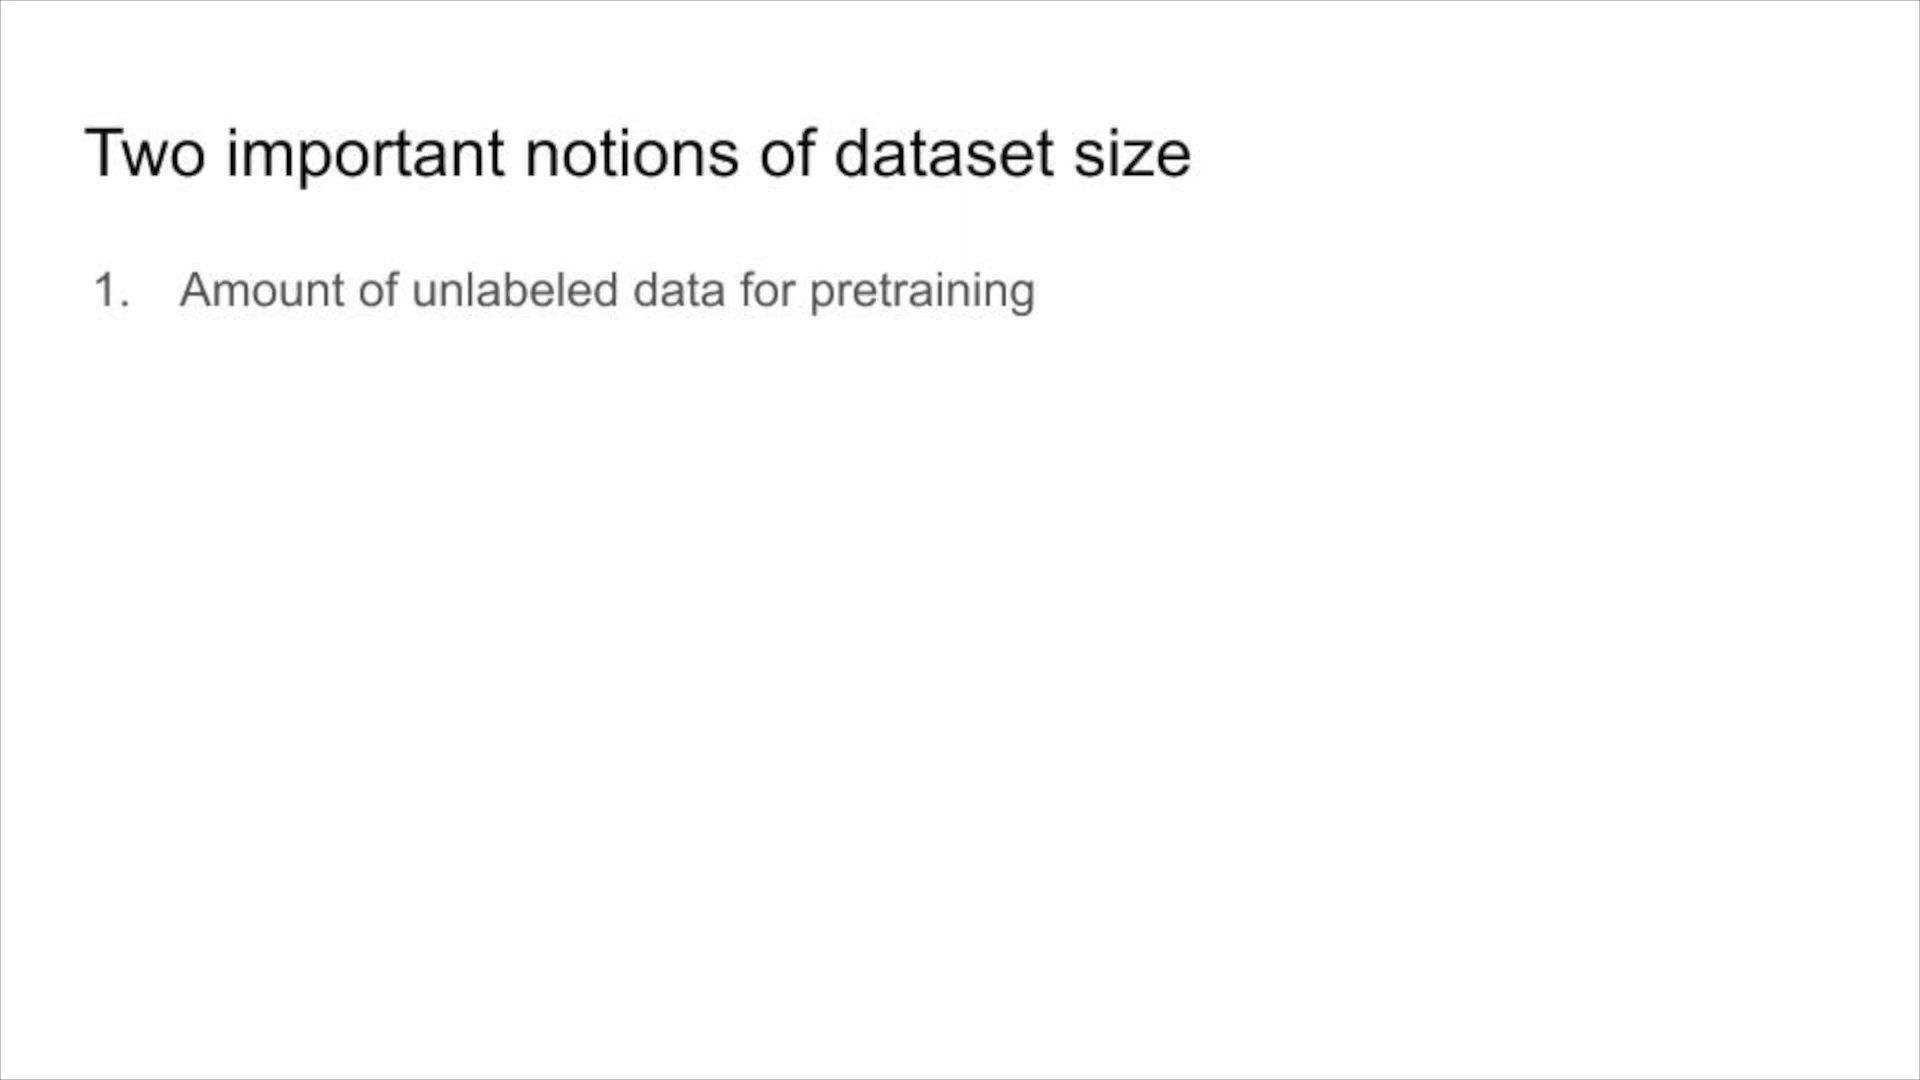 Two important notions of dataset size
1. Amount of unlabeled data for pretraining